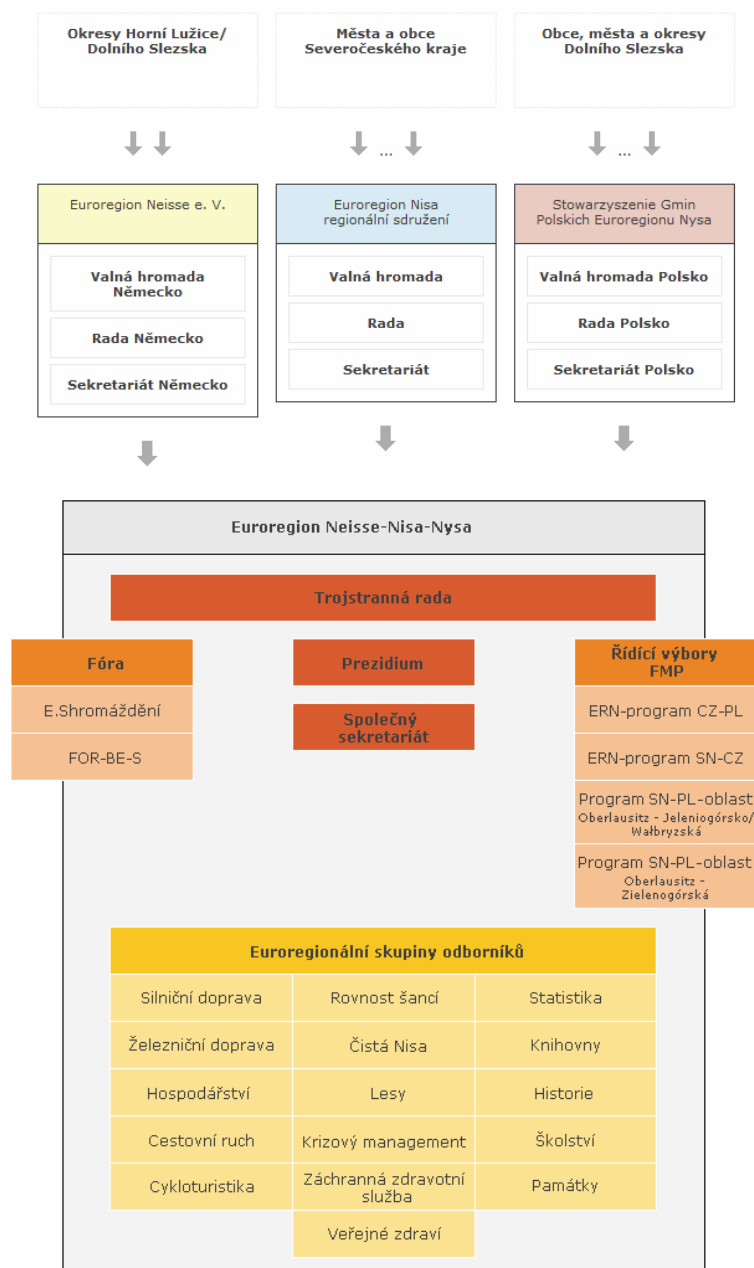 Okresy Horní Lužice/
Dolního Slezska
Města a obce
Severočeského kraje
Obce, města a okresy
Dolního Slezska
...
...
Euroregion Neisse e. V.
Euroregion Nisa
regionální sdružení
Stowarzyszenie Gmin
Polskich Euroregionu Nysa
Valná hromada
Německo
Rada Německo
Sekretariát Německo
Valná hromada
Rada
Sekretariát
Valná hromada Polsko
Rada Polsko
Sekretariát Polsko
Euroregion Neisse-Nisa-Nysa
Trojstranná rada
Fóra
E.Shromáždění
FOR-BE-S
Prezidium
Společný
sekretariát
Řídící výbory
FMP
ERN-program CZ-PL
ERN-program SN-CZ
Program SN-PL-oblast
Oberlausitz - Jeleniogórsko/
Wałbryzská
Program SN-PL-oblast
Oberlausitz -
Zielenogórská
Euroregionální skupiny odborníků
Silniční doprava
Rovnost šancí
Statistika
Železniční doprava
Čistá Nisa
Knihovny
Hospodářství
Lesy
Historie
Cestovní ruch
Krizový management
Školství
Cykloturistika
Záchranná zdravotní
služba
Památky
Veřejné zdraví